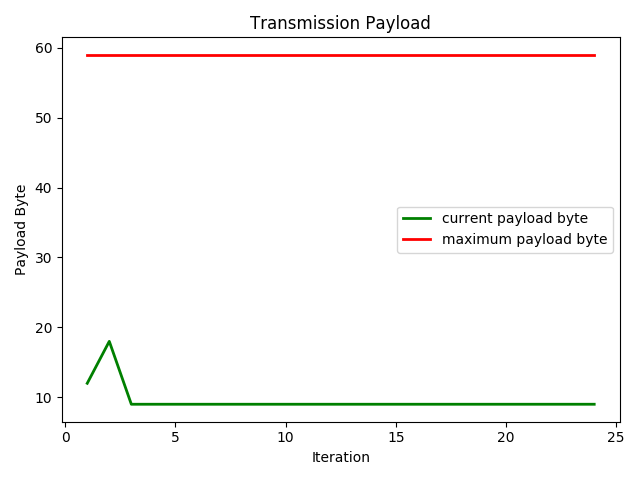 Transmission Payload
60
50
40
30
20
10
Payload Byte
current payload byte
maximum payload byte
0 5 10 15 20 25
Iteration